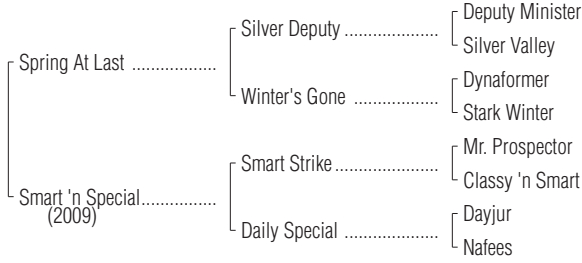 Deputy Minister
Silver Deputy ....................
Silver Valley
Spring At Last ..................
Dynaformer
Winter's Gone ..................
Stark Winter
Mr. Prospector
Smart Strike......................
Classy 'n Smart
Smart 'n Special................
(2009)
Dayjur
Daily Special ....................
Nafees